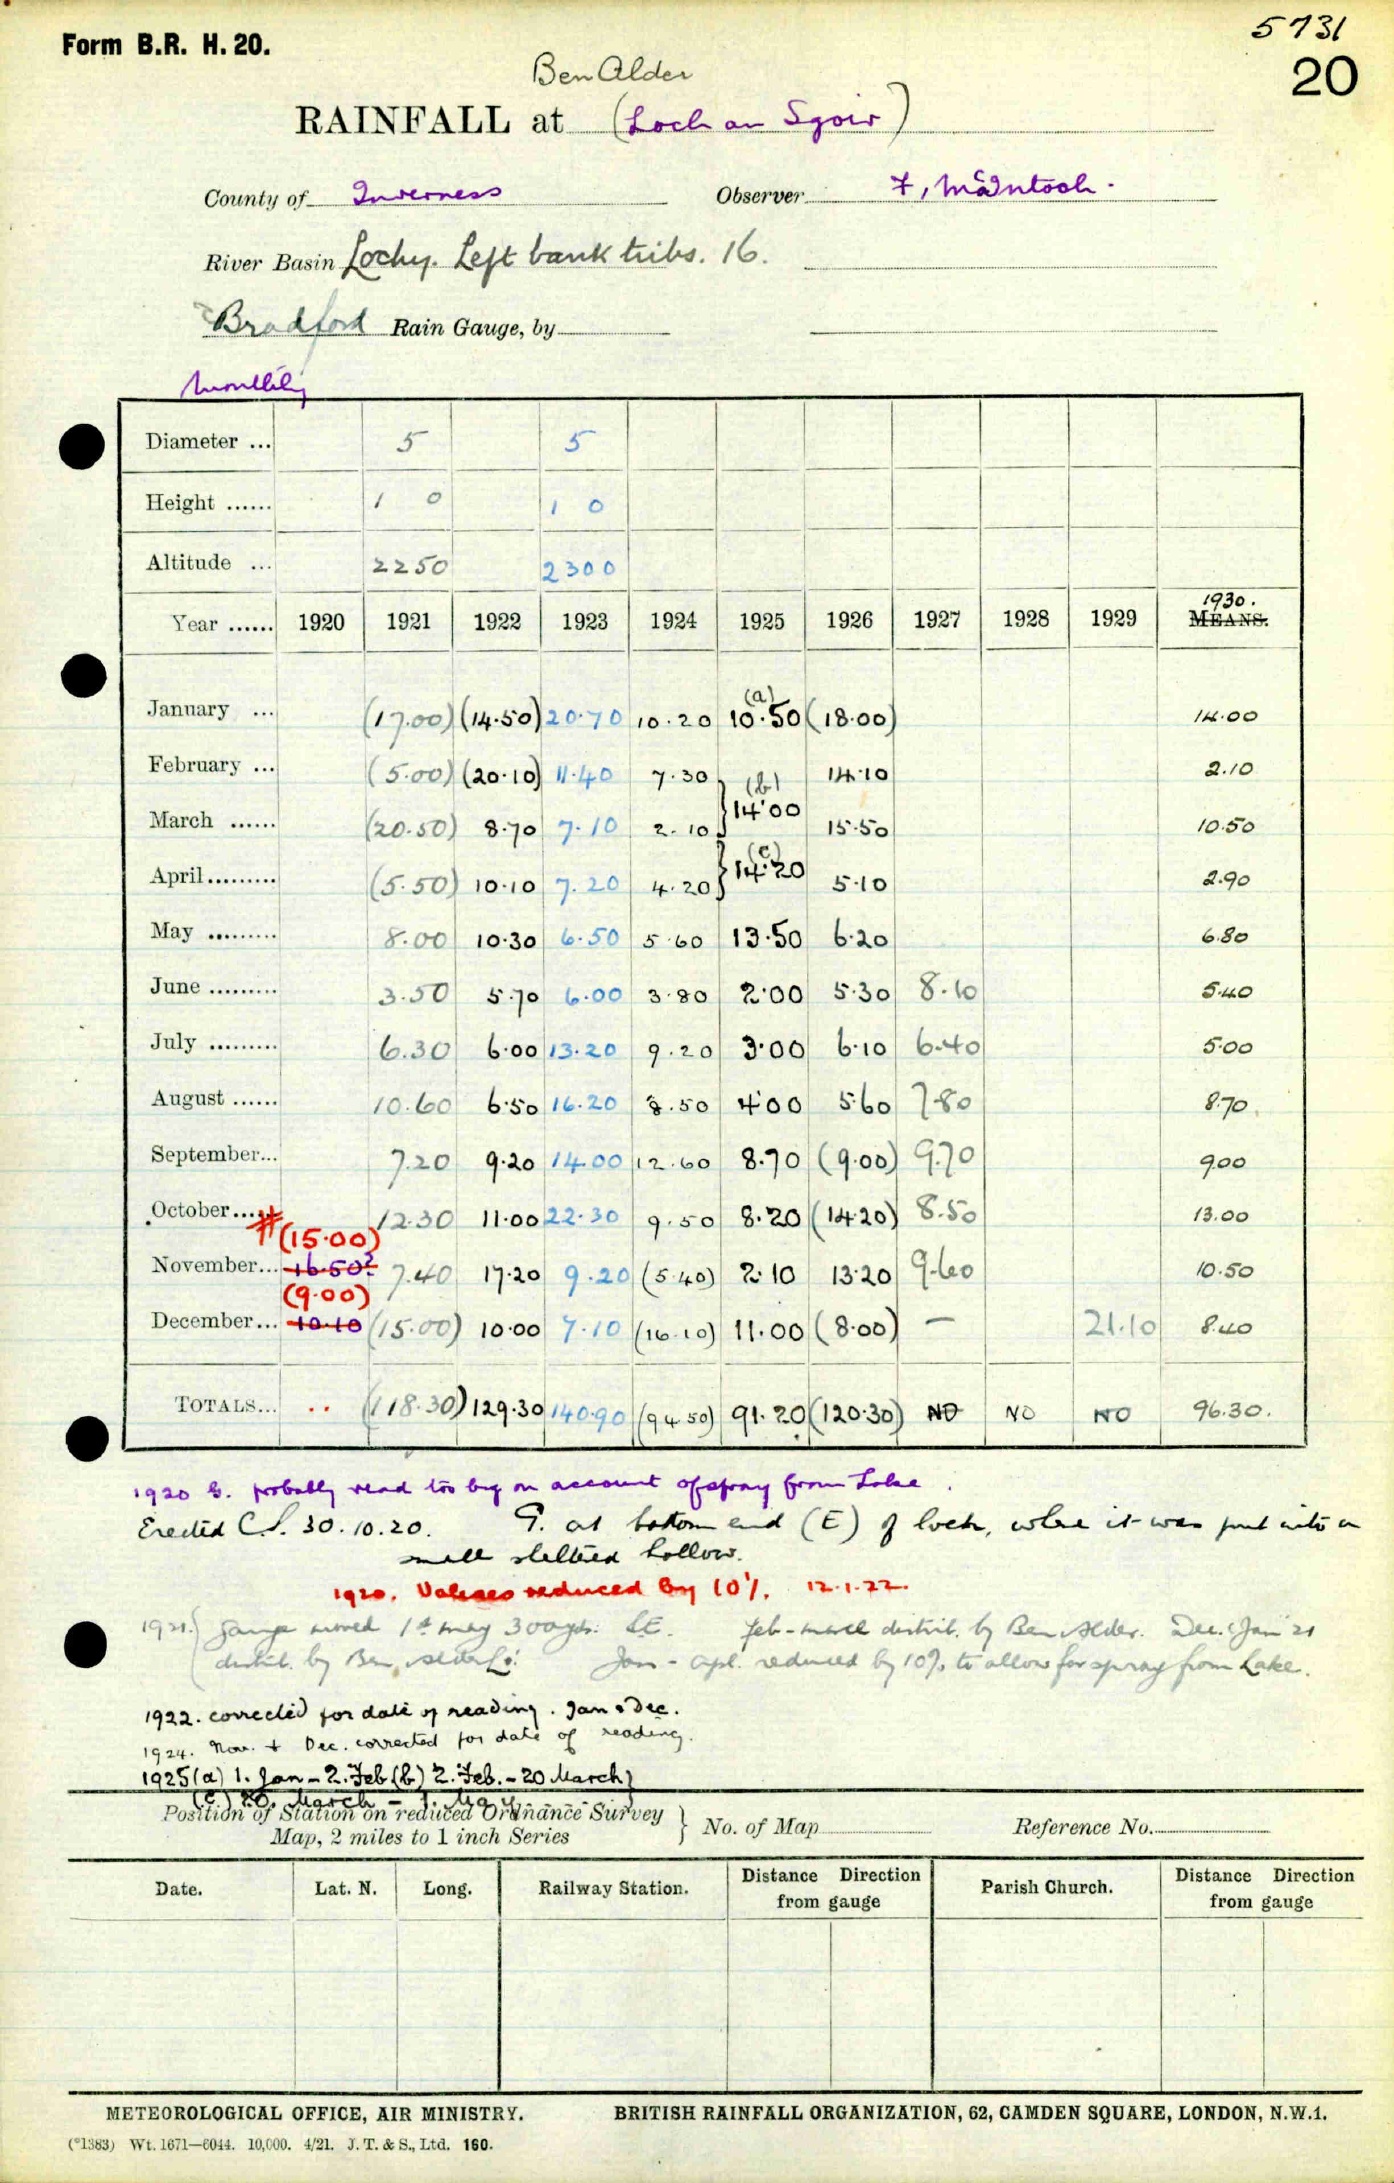 Form B.R. H. 20.
5731
20
Ben Alder
RAINFALL at (Loch an Sgoir)
County of Inverness Observer F, McIntosh.
River Basin Lochy. Left bank tribs. 16.
Bradford Rain Gauge, by
Monthly
Diameter ... 5 5
Height ...... 1 0 1 0
Altitude ... 2250 2300
Year ...... 1920 1921 1922 1923 1924 1925 1926 1927 1928 1929 1930. MEANS.
January ... (17.00) (14.50) 20.70 10.20 (a) 10.50 (18.00) 14.00
February ... (5.00) (20.10) 11.40 7.30 14.10 2.10
March ...... (20.50) 8.70 7.10 2.10 } (b) 14.00 15.50 10.50
April......... (5.50) 10.10 7.20 4.20 } (c) 14.20 5.10 2.90
May ......... 8.00 10.30 6.50 5.60 13.50 6.20 6.80
June ......... 3.50 5.70 6.00 3.80 2.00 5.30 8.10 5.40
July ......... 6.30 6.00 13.20 9.20 3.00 6.10 6.40 5.00
August ...... 10.60 6.50 16.20 8.50 4.00 5.60 7.80 8.70
September... 7.20 9.20 14.00 12.60 8.70 (9.00) 9.70 9.00
October...... 12.30 11.00 22.30 9.50 8.20 (14.20) 8.50 13.00
# (15.00)
November... 16.50? 7.40 17.20 9.20 (5.40) 2.10 13.20 9.60 10.50
(9.00)
December... 10.10 (15.00) 10.00 7.10 (16.10) 11.00 (8.00) — 21.10 8.40
TOTALS... .. (118.30) 129.30 140.90 (94.50) 91.20 (120.30) NO NO NO 96.30.
1920 G. probably read too big on account of spray from Lake.
Erected C.S. 30.10.20. G. at bottom end (E) of loch, where it was put into a
small sheltered hollow.
1920. Values reduced by 10%. 12.1.22.
1921. gauge moved 1st may 300yds. SE. Feb-march distrib. by Ben Alder. Dec. & Jan 21
distrib. by Ben Alder Jan - Apl. reduced by 10% to allow for spray from Lake.
1922. corrected for date of reading. Jan & Dec.
1924. Nov. + Dec. corrected for date of reading.
1925 (a) 1. Jan - 2. Feb (b) 2. Feb. - 20 March)
(c) 20. March - 1. May
Position of Station on reduced Ordnance Survey
Map, 2 miles to 1 inch Series } No. of Map Reference No.
Date. Lat. N. Long. Railway Station. Distance from gauge Direction Parish Church. Distance from gauge Direction
METEOROLOGICAL OFFICE, AIR MINISTRY. BRITISH RAINFALL ORGANIZATION, 62, CAMDEN SQUARE, LONDON, N.W.1.
(*1383) Wt. 1671—6044. 10,000. 4/21. J. T. & S., Ltd. 160.